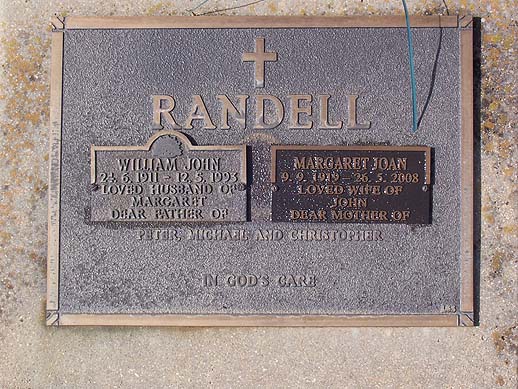 RANDELL
WILLIAM JOHN
24.6.1911 - 12.5.1993
LOVED HUSBAND OF
MARGARET
DEAR FATHER OF
MARGARET JOAN
9.9.1919 - 26.5.2008
LOVED WIFE OF
JOHN
DEAR MOTHER OF
PETER, MICHAEL AND CHRISTOPHER
IN GOD'S CARE